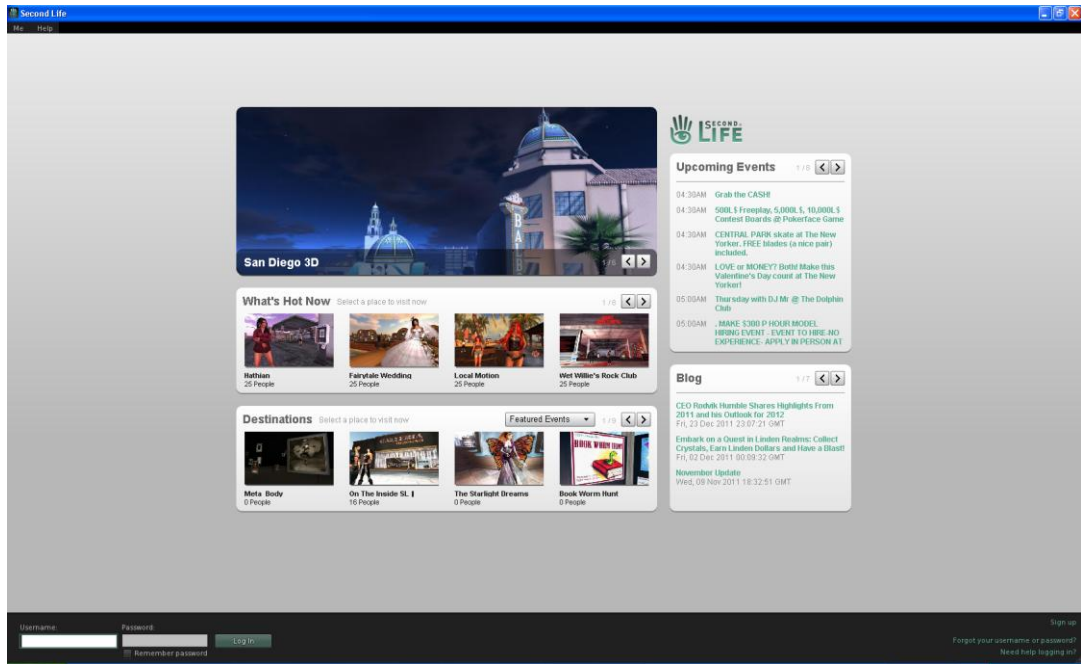 Second Life
Me Help
SECOND
LIFE
San Diego 3D
1 / 6
Upcoming Events 1 / 6
04:30AM Grab the CASH!
04:30AM 500L$ Freeplay, 5,000L$, 10,000L$
Contest Boards @ Pokerface Game
04:30AM CENTRAL PARK skate at The New
Yorker. FREE blades (a nice pair)
included.
04:30AM LOVE or MONEY? Both! Make this
Valentine's Day count at The New
Yorker!
05:00AM Thursday with DJ Mr @ The Dolphin
Club
05:00AM . MAKE $300 P HOUR MODEL
HIRING EVENT - EVENT TO HIRE-NO
EXPERIENCE- APPLY IN PERSON AT
What's Hot Now Select a place to visit now 1 / 6
Hathian Fairytale Wedding Local Motion Wet Willie's Rock Club
25 People 25 People 25 People 25 People
Blog 1 / 7
CEO Rodvik Humble Shares Highlights From
2011 and his Outlook for 2012
Fri, 23 Dec 2011 23:07:21 GMT
Embark on a Quest in Linden Realms: Collect
Crystals, Earn Linden Dollars and Have a Blast!
Fri, 02 Dec 2011 00:09:32 GMT
November Update
Wed, 09 Nov 2011 18:32:51 GMT
Destinations Select a place to visit now Featured Events 1 / 9
BOOK WORM HUNT
Meta_Body On The Inside SL The Starlight Dreams Book Worm Hunt
0 People 16 People 0 People 0 People
Username: Password:
Log In
Remember password
Sign up
Forgot your username or password?
Need help logging in?